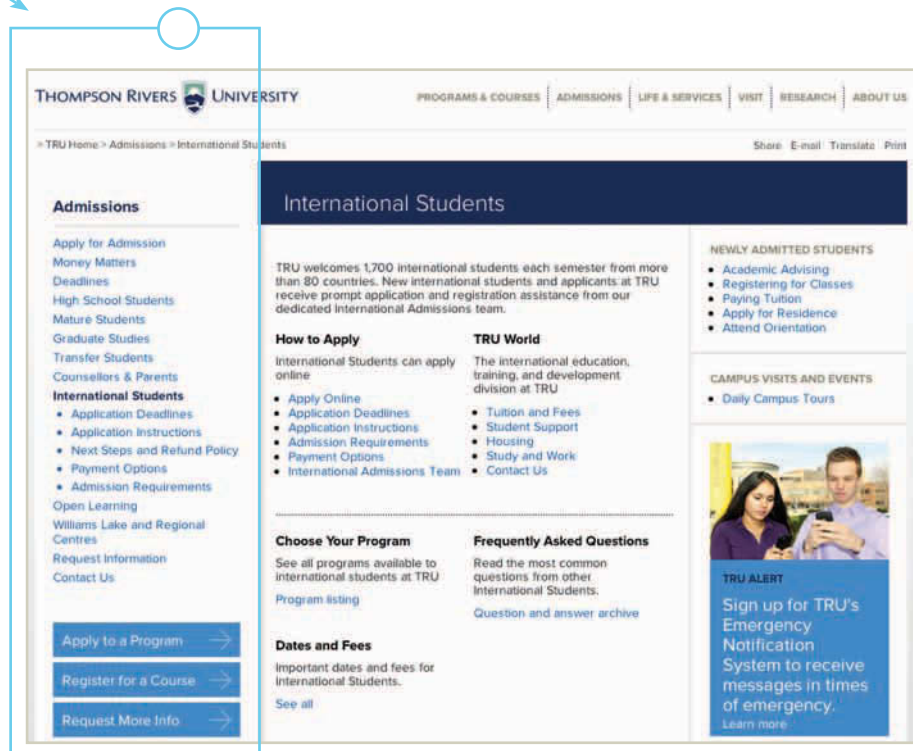 THOMPSON RIVERS UNIVERSITY
PROGRAMS & COURSES ADMISSIONS LIFE & SERVICES VISIT RESEARCH ABOUT US
» TRU Home > Admissions > International Students
Share E-mail Translate Print
Admissions
Apply for Admission
Money Matters
Deadlines
High School Students
Mature Students
Graduate Studies
Transfer Students
Counsellors & Parents
International Students
• Application Deadlines
• Application Instructions
• Next Steps and Refund Policy
• Payment Options
• Admission Requirements
Open Learning
Williams Lake and Regional
Centres
Request Information
Contact Us
Apply to a Program
Register for a Course
Request More Info
International Students
TRU welcomes 1,700 international students each semester from more
than 80 countries. New international students and applicants at TRU
receive prompt application and registration assistance from our
dedicated International Admissions team.
How to Apply
International Students can apply
online
• Apply Online
• Application Deadlines
• Application Instructions
• Admission Requirements
• Payment Options
• International Admissions Team
TRU World
The international education,
training, and development
division at TRU
• Tuition and Fees
• Student Support
• Housing
• Study and Work
• Contact Us
Choose Your Program
See all programs available to
international students at TRU
Program listing
Frequently Asked Questions
Read the most common
questions from other
International Students.
Question and answer archive
Dates and Fees
Important dates and fees for
International Students.
See all
NEWLY ADMITTED STUDENTS
• Academic Advising
• Registering for Classes
• Paying Tuition
• Apply for Residence
• Attend Orientation
CAMPUS VISITS AND EVENTS
• Daily Campus Tours
TRU ALERT
Sign up for TRU's
Emergency
Notification
System to receive
messages in times
of emergency.
Learn more